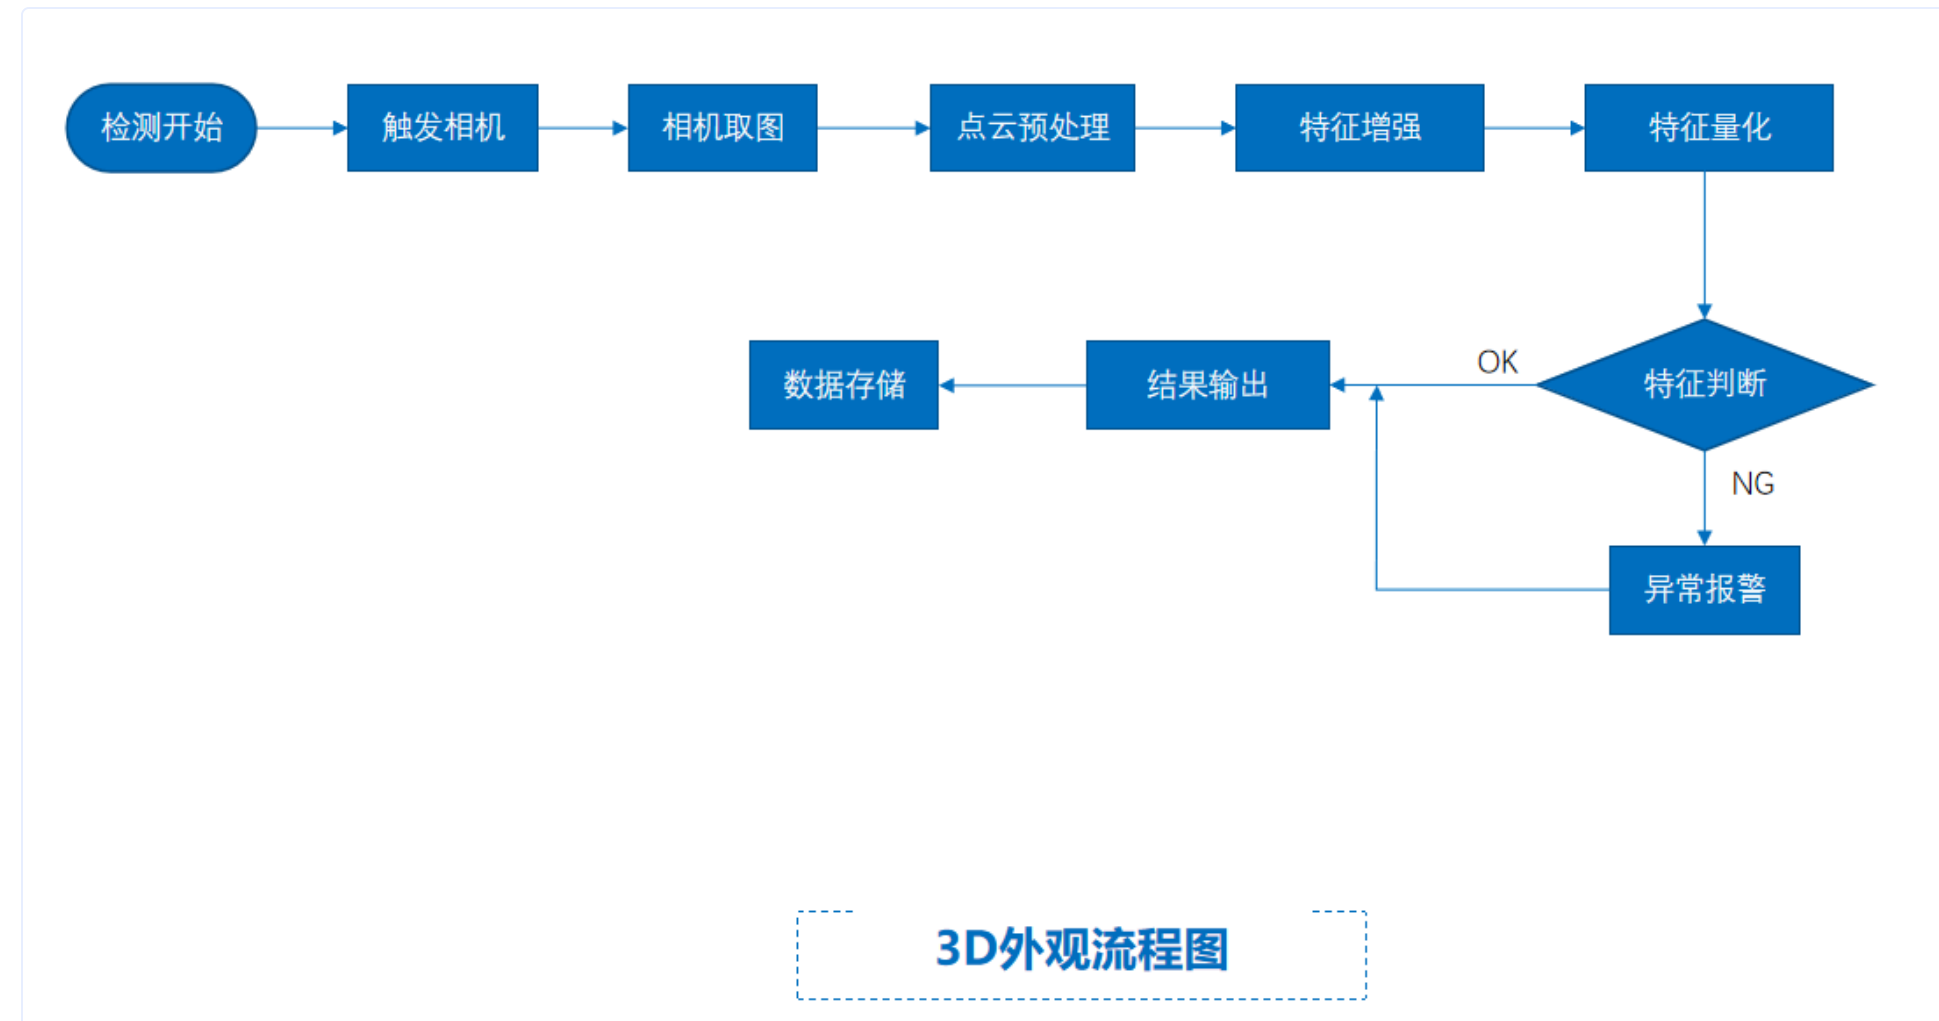 检测开始
触发相机
相机取图
点云预处理
特征增强
特征量化
数据存储
结果输出
OK
特征判断
NG
异常报警
3D外观流程图